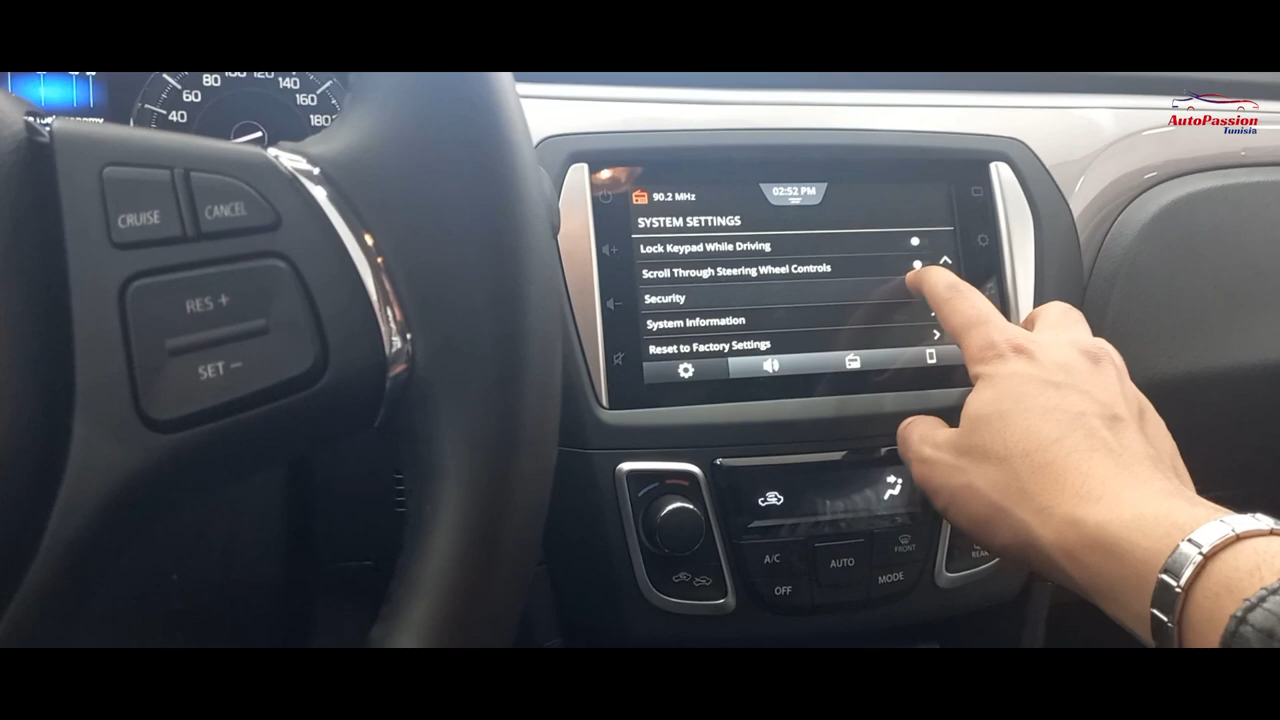 AutoPassion
Tunisia
80 100 120 140
60 160
40 180
CRUISE
CANCEL
RES +
SET −
90.2 MHz
02:52 PM
SYSTEM SETTINGS
Lock Keypad While Driving
Scroll Through Steering Wheel Controls
Security
System Information
Reset to Factory Settings
A/C
AUTO
FRONT
REAR
OFF
MODE